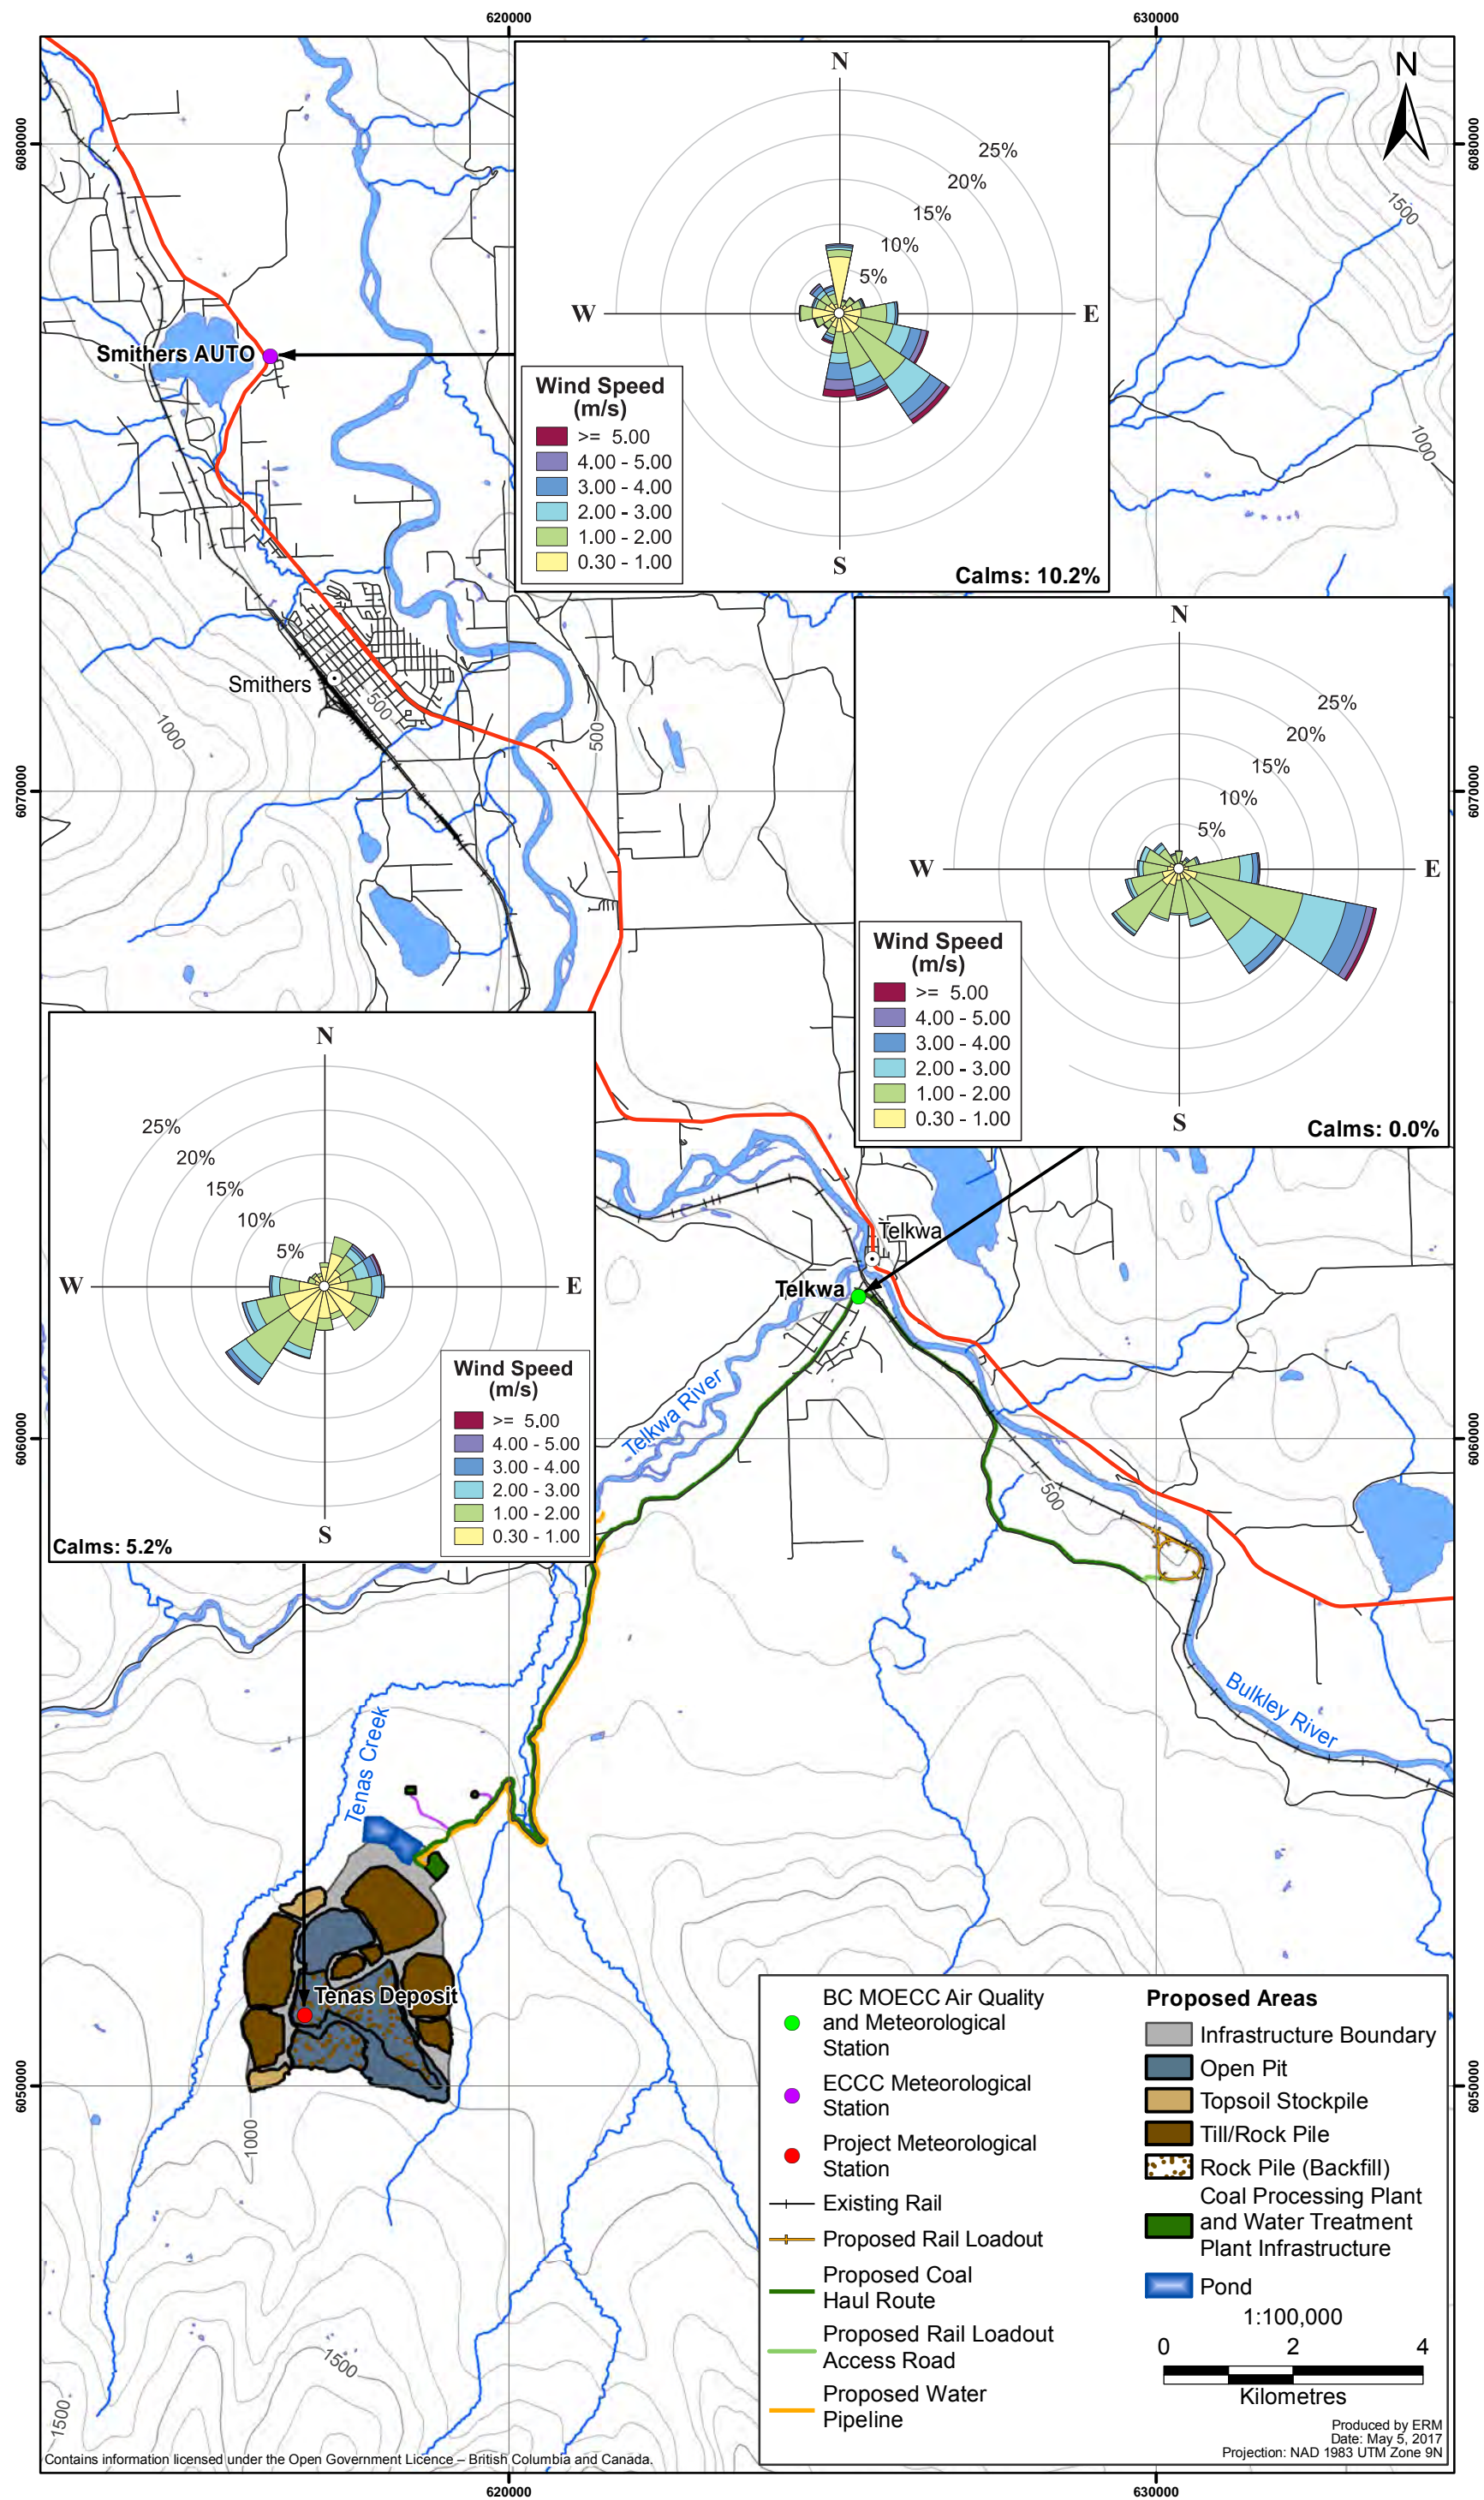 620000
630000
N
N
25%
20%
15%
10%
5%
W
E
S
Calms: 10.2%
Wind Speed
(m/s)
>= 5.00
4.00 - 5.00
3.00 - 4.00
2.00 - 3.00
1.00 - 2.00
0.30 - 1.00
6080000
6080000
1500
1000
Smithers AUTO
Smithers
500
1000
500
6070000
6070000
N
25%
20%
15%
10%
5%
W
E
S
Calms: 0.0%
Wind Speed
(m/s)
>= 5.00
4.00 - 5.00
3.00 - 4.00
2.00 - 3.00
1.00 - 2.00
0.30 - 1.00
N
25%
20%
15%
10%
5%
W
E
S
Calms: 5.2%
Wind Speed
(m/s)
>= 5.00
4.00 - 5.00
3.00 - 4.00
2.00 - 3.00
1.00 - 2.00
0.30 - 1.00
Telkwa
Telkwa
Telkwa River
6060000
6060000
500
Bulkley River
Tenas Creek
Tenas Deposit
6050000
6050000
1000
1500
1500
BC MOECC Air Quality
and Meteorological
Station
ECCC Meteorological
Station
Project Meteorological
Station
Existing Rail
Proposed Rail Loadout
Proposed Coal
Haul Route
Proposed Rail Loadout
Access Road
Proposed Water
Pipeline
Proposed Areas
Infrastructure Boundary
Open Pit
Topsoil Stockpile
Till/Rock Pile
Rock Pile (Backfill)
Coal Processing Plant
and Water Treatment
Plant Infrastructure
Pond
1:100,000
0 2 4
Kilometres
Produced by ERM
Date: May 5, 2017
Projection: NAD 1983 UTM Zone 9N
Contains information licensed under the Open Government Licence – British Columbia and Canada.
620000
630000